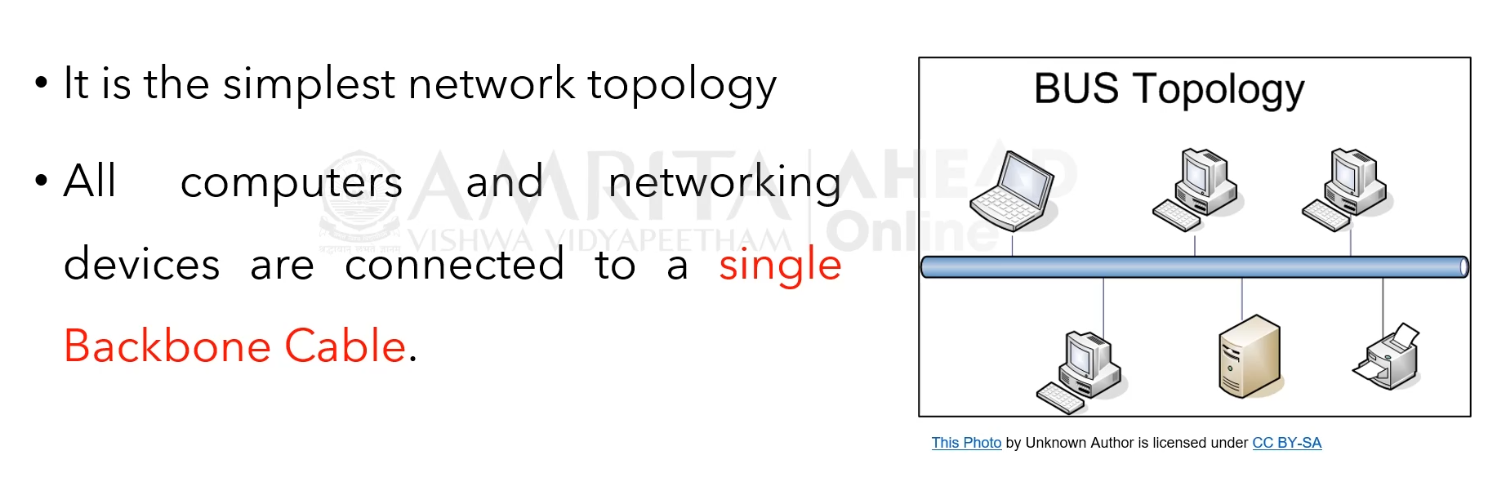 • It is the simplest network topology
• All computers and networking
devices are connected to a single
Backbone Cable.
AMRITA AHEAD
VISHWA VIDYAPEETHAM Online
BUS Topology
This Photo by Unknown Author is licensed under CC BY-SA